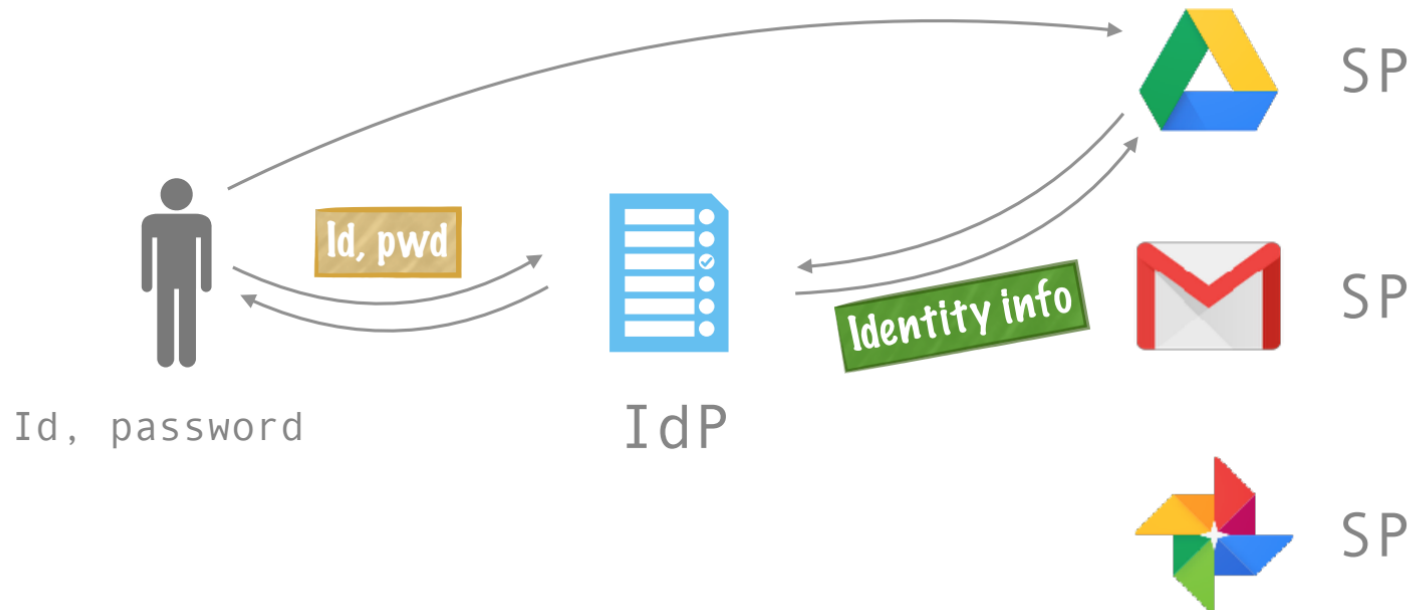 SP
Id, pwd
SP
Identity info
Id, password
IdP
SP